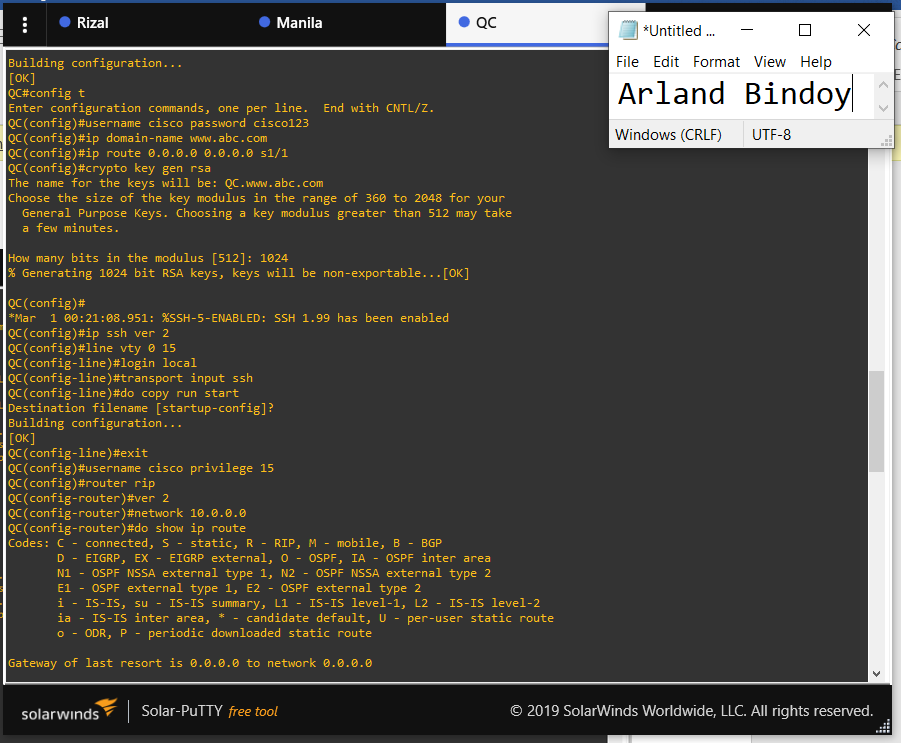 Rizal
Manila
QC
*Untitled ...
File Edit Format View Help
Arland Bindoy
Windows (CRLF) UTF-8
Building configuration...
[OK]
QC#config t
Enter configuration commands, one per line.  End with CNTL/Z.
QC(config)#username cisco password cisco123
QC(config)#ip domain-name www.abc.com
QC(config)#ip route 0.0.0.0 0.0.0.0 s1/1
QC(config)#crypto key gen rsa
The name for the keys will be: QC.www.abc.com
Choose the size of the key modulus in the range of 360 to 2048 for your
  General Purpose Keys. Choosing a key modulus greater than 512 may take
  a few minutes.
How many bits in the modulus [512]: 1024
% Generating 1024 bit RSA keys, keys will be non-exportable...[OK]
QC(config)#
*Mar  1 00:21:08.951: %SSH-5-ENABLED: SSH 1.99 has been enabled
QC(config)#ip ssh ver 2
QC(config)#line vty 0 15
QC(config-line)#login local
QC(config-line)#transport input ssh
QC(config-line)#do copy run start
Destination filename [startup-config]?
Building configuration...
[OK]
QC(config-line)#exit
QC(config)#username cisco privilege 15
QC(config)#router rip
QC(config-router)#ver 2
QC(config-router)#network 10.0.0.0
QC(config-router)#do show ip route
Codes: C - connected, S - static, R - RIP, M - mobile, B - BGP
       D - EIGRP, EX - EIGRP external, O - OSPF, IA - OSPF inter area
       N1 - OSPF NSSA external type 1, N2 - OSPF NSSA external type 2
       E1 - OSPF external type 1, E2 - OSPF external type 2
       i - IS-IS, su - IS-IS summary, L1 - IS-IS level-1, L2 - IS-IS level-2
       ia - IS-IS inter area, * - candidate default, U - per-user static route
       o - ODR, P - periodic downloaded static route
Gateway of last resort is 0.0.0.0 to network 0.0.0.0
solarwinds Solar-PuTTY free tool © 2019 SolarWinds Worldwide, LLC. All rights reserved.